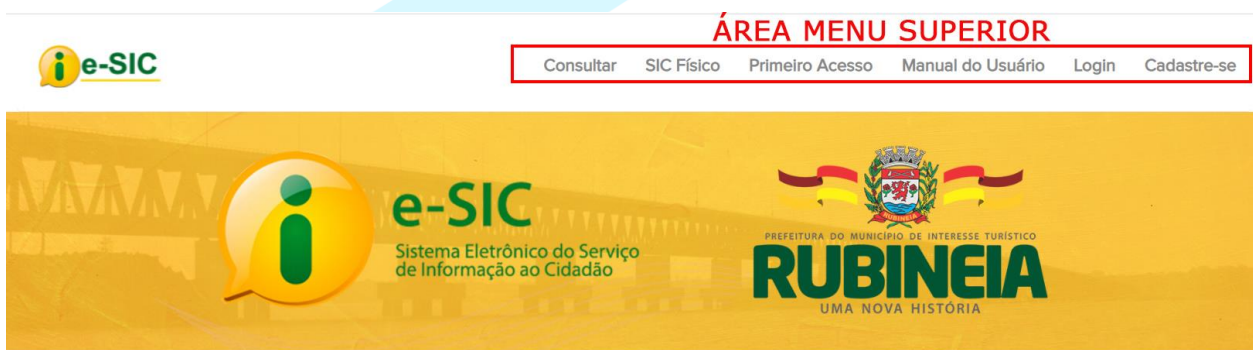 ÁREA MENU SUPERIOR
e-SIC
Consultar SIC Físico Primeiro Acesso Manual do Usuário Login Cadastre-se
e-SIC
Sistema Eletrônico do Serviço
de Informação ao Cidadão
RUBINEIA
PREFEITURA DO MUNICÍPIO DE INTERESSE TURÍSTICO
RUBINEIA
UMA NOVA HISTÓRIA